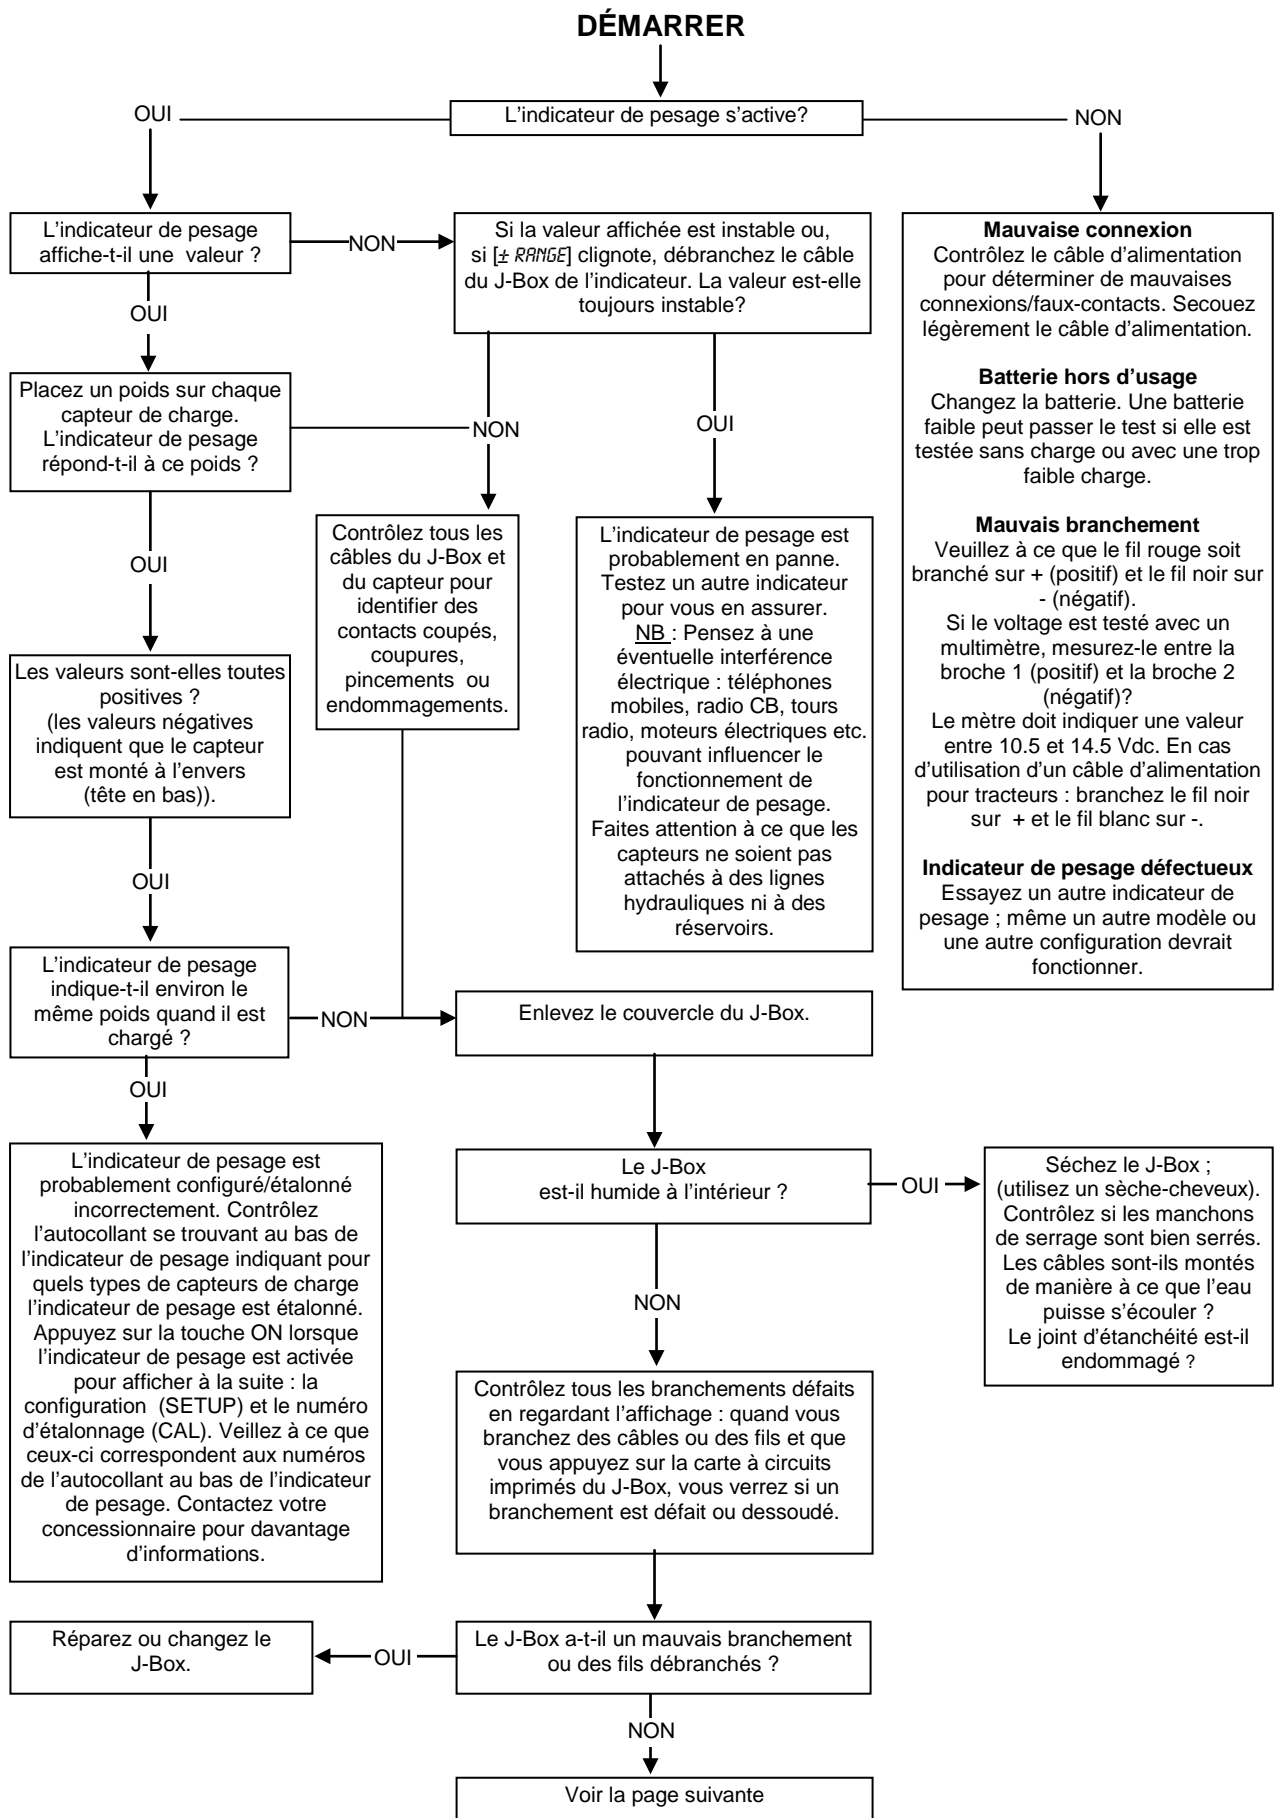 DÉMARRER
L'indicateur de pesage s'active?
OUI
NON
L'indicateur de pesage
affiche-t-il une valeur ?
NON
Si la valeur affichée est instable ou,
si [± RANGE] clignote, débranchez le câble
du J-Box de l'indicateur. La valeur est-elle
toujours instable?
Mauvaise connexion
Contrôlez le câble d'alimentation
pour déterminer de mauvaises
connexions/faux-contacts. Secouez
légèrement le câble d'alimentation.
Batterie hors d'usage
Changez la batterie. Une batterie
faible peut passer le test si elle est
testée sans charge ou avec une trop
faible charge.
Mauvais branchement
Veuillez à ce que le fil rouge soit
branché sur + (positif) et le fil noir sur
- (négatif).
Si le voltage est testé avec un
multimètre, mesurez-le entre la
broche 1 (positif) et la broche 2
(négatif)?
Le mètre doit indiquer une valeur
entre 10.5 et 14.5 Vdc. En cas
d'utilisation d'un câble d'alimentation
pour tracteurs : branchez le fil noir
sur + et le fil blanc sur -.
Indicateur de pesage défectueux
Essayez un autre indicateur de
pesage ; même un autre modèle ou
une autre configuration devrait
fonctionner.
OUI
Placez un poids sur chaque
capteur de charge.
L'indicateur de pesage
répond-t-il à ce poids ?
NON
OUI
Contrôlez tous les
câbles du J-Box et
du capteur pour
identifier des
contacts coupés,
coupures,
pincements ou
endommagements.
L'indicateur de pesage est
probablement en panne.
Testez un autre indicateur
pour vous en assurer.
NB : Pensez à une
éventuelle interférence
électrique : téléphones
mobiles, radio CB, tours
radio, moteurs électriques etc.
pouvant influencer le
fonctionnement de
l'indicateur de pesage.
Faites attention à ce que les
capteurs ne soient pas
attachés à des lignes
hydrauliques ni à des
réservoirs.
OUI
Les valeurs sont-elles toutes
positives ?
(les valeurs négatives
indiquent que le capteur
est monté à l'envers
(tête en bas)).
OUI
L'indicateur de pesage
indique-t-il environ le
même poids quand il est
chargé ?
NON
Enlevez le couvercle du J-Box.
OUI
L'indicateur de pesage est
probablement configuré/étalonné
incorrectement. Contrôlez
l'autocollant se trouvant au bas de
l'indicateur de pesage indiquant pour
quels types de capteurs de charge
l'indicateur de pesage est étalonné.
Appuyez sur la touche ON lorsque
l'indicateur de pesage est activée
pour afficher à la suite : la
configuration (SETUP) et le numéro
d'étalonnage (CAL). Veillez à ce que
ceux-ci correspondent aux numéros
de l'autocollant au bas de l'indicateur
de pesage. Contactez votre
concessionnaire pour davantage
d'informations.
Le J-Box
est-il humide à l'intérieur ?
OUI
Séchez le J-Box ;
(utilisez un sèche-cheveux).
Contrôlez si les manchons
de serrage sont bien serrés.
Les câbles sont-ils montés
de manière à ce que l'eau
puisse s'écouler ?
Le joint d'étanchéité est-il
endommagé ?
NON
Contrôlez tous les branchements défaits
en regardant l'affichage : quand vous
branchez des câbles ou des fils et que
vous appuyez sur la carte à circuits
imprimés du J-Box, vous verrez si un
branchement est défait ou dessoudé.
Le J-Box a-t-il un mauvais branchement
ou des fils débranchés ?
OUI
Réparez ou changez le
J-Box.
NON
Voir la page suivante